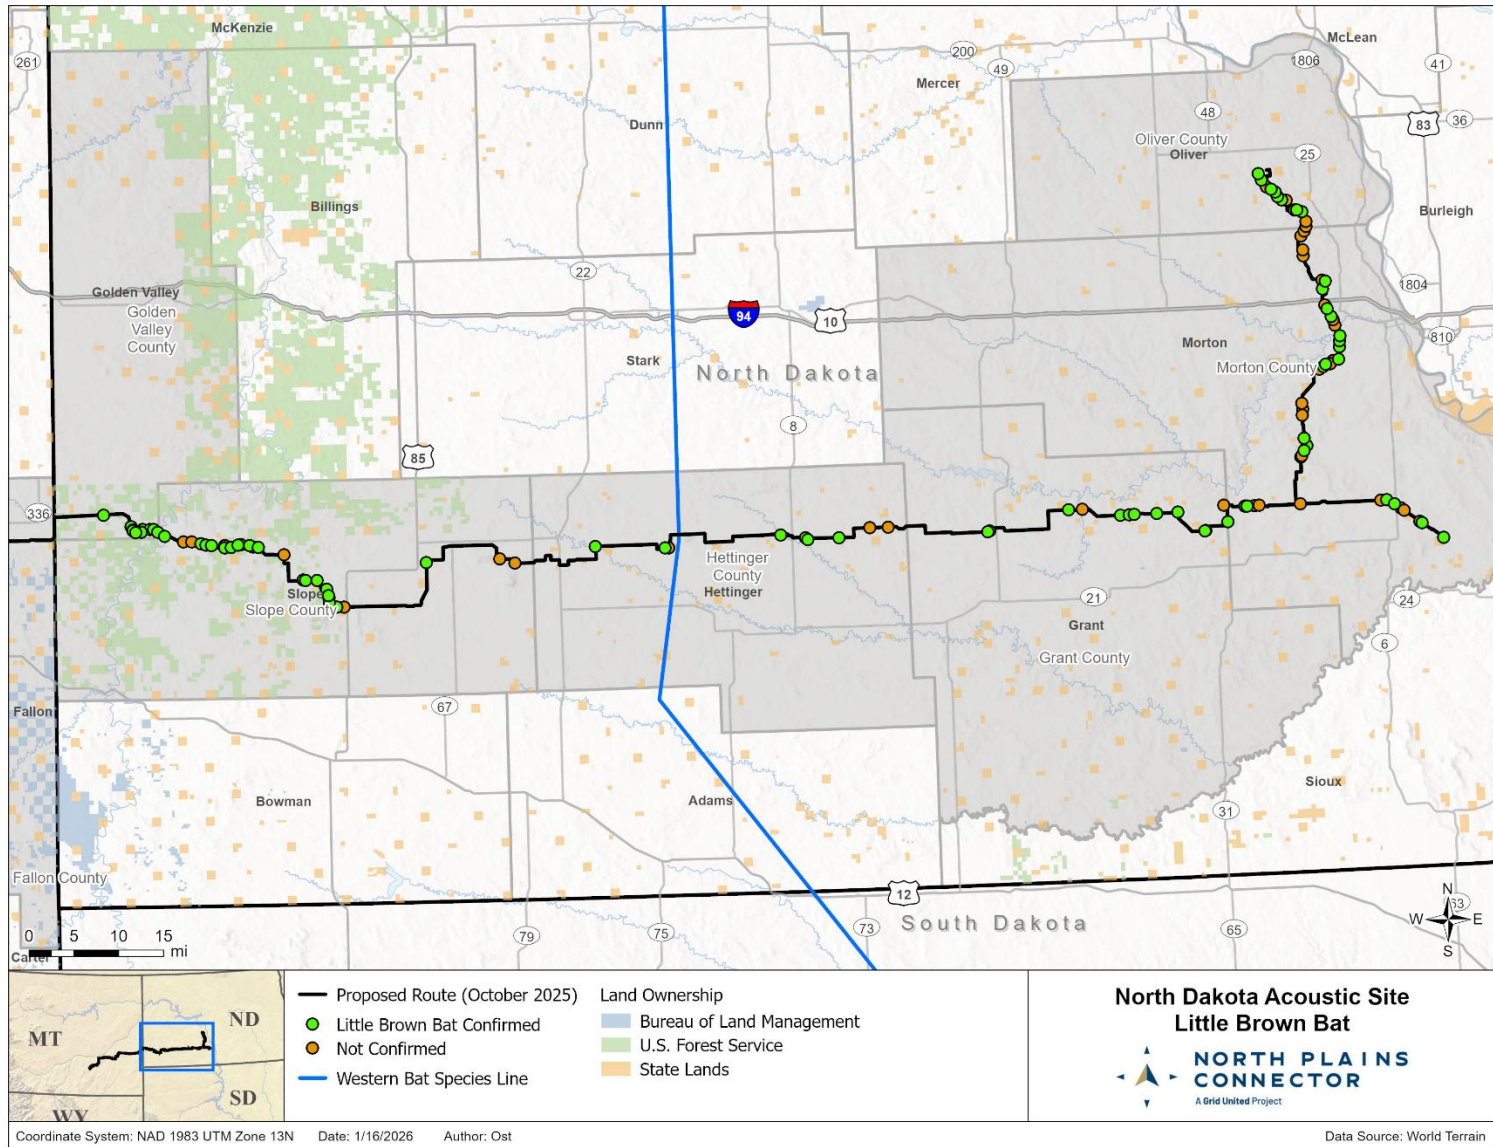 McKenzie
McLean
261
200
49
1806
41
Mercer
48
83
36
Dunn
Oliver County
Oliver
25
Billings
Burleigh
22
1804
Golden Valley
Golden
Valley
County
94
10
810
Stark
Morton
North Dakota
Morton County
8
85
336
Hettinger
County
Hettinger
Slope
Slope County
21
24
Grant
6
Grant County
Fallon
67
Sioux
Bowman
Adams
31
Fallon County
12
N
W
E
S
63
South Dakota
79
75
73
65
0 5 10 15
mi
Carter
MT
ND
SD
WY
Proposed Route (October 2025)
Little Brown Bat Confirmed
Not Confirmed
Western Bat Species Line
Land Ownership
Bureau of Land Management
U.S. Forest Service
State Lands
North Dakota Acoustic Site
Little Brown Bat
NORTH PLAINS
CONNECTOR
A Grid United Project
Coordinate System: NAD 1983 UTM Zone 13N Date: 1/16/2026 Author: Ost
Data Source: World Terrain